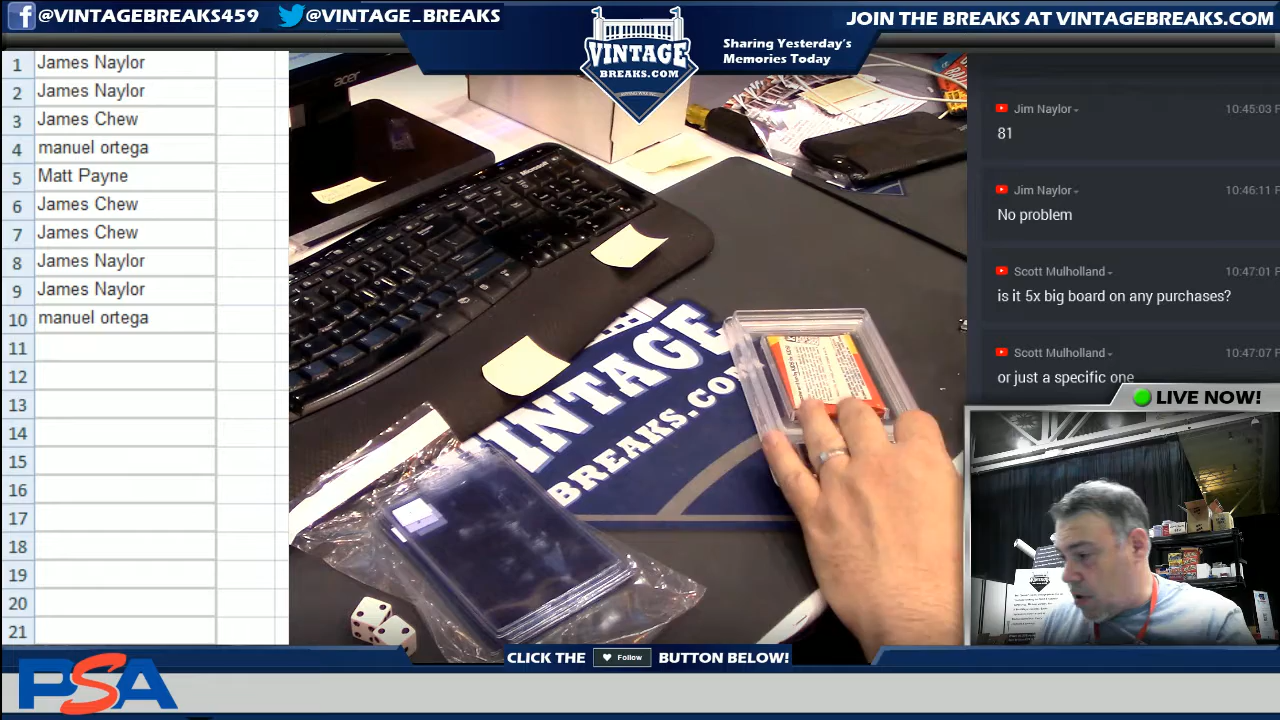 @VINTAGEBREAKS459
@VINTAGE_BREAKS
VINTAGE
BREAKS.COM
Sharing Yesterday's
Memories Today
JOIN THE BREAKS AT VINTAGEBREAKS.COM
1 James Naylor
2 James Naylor
3 James Chew
4 manuel ortega
5 Matt Payne
6 James Chew
7 James Chew
8 James Naylor
9 James Naylor
10 manuel ortega
11
12
13
14
15
16
17
18
19
20
21
acer
Microsoft
VINTAGE
BREAKS.COM
Jim Naylor 10:45:03
81
Jim Naylor 10:46:11
No problem
Scott Mulholland 10:47:01
is it 5x big board on any purchases?
Scott Mulholland 10:47:07
or just a specific one
LIVE NOW!
CLICK THE Follow BUTTON BELOW!
PSA